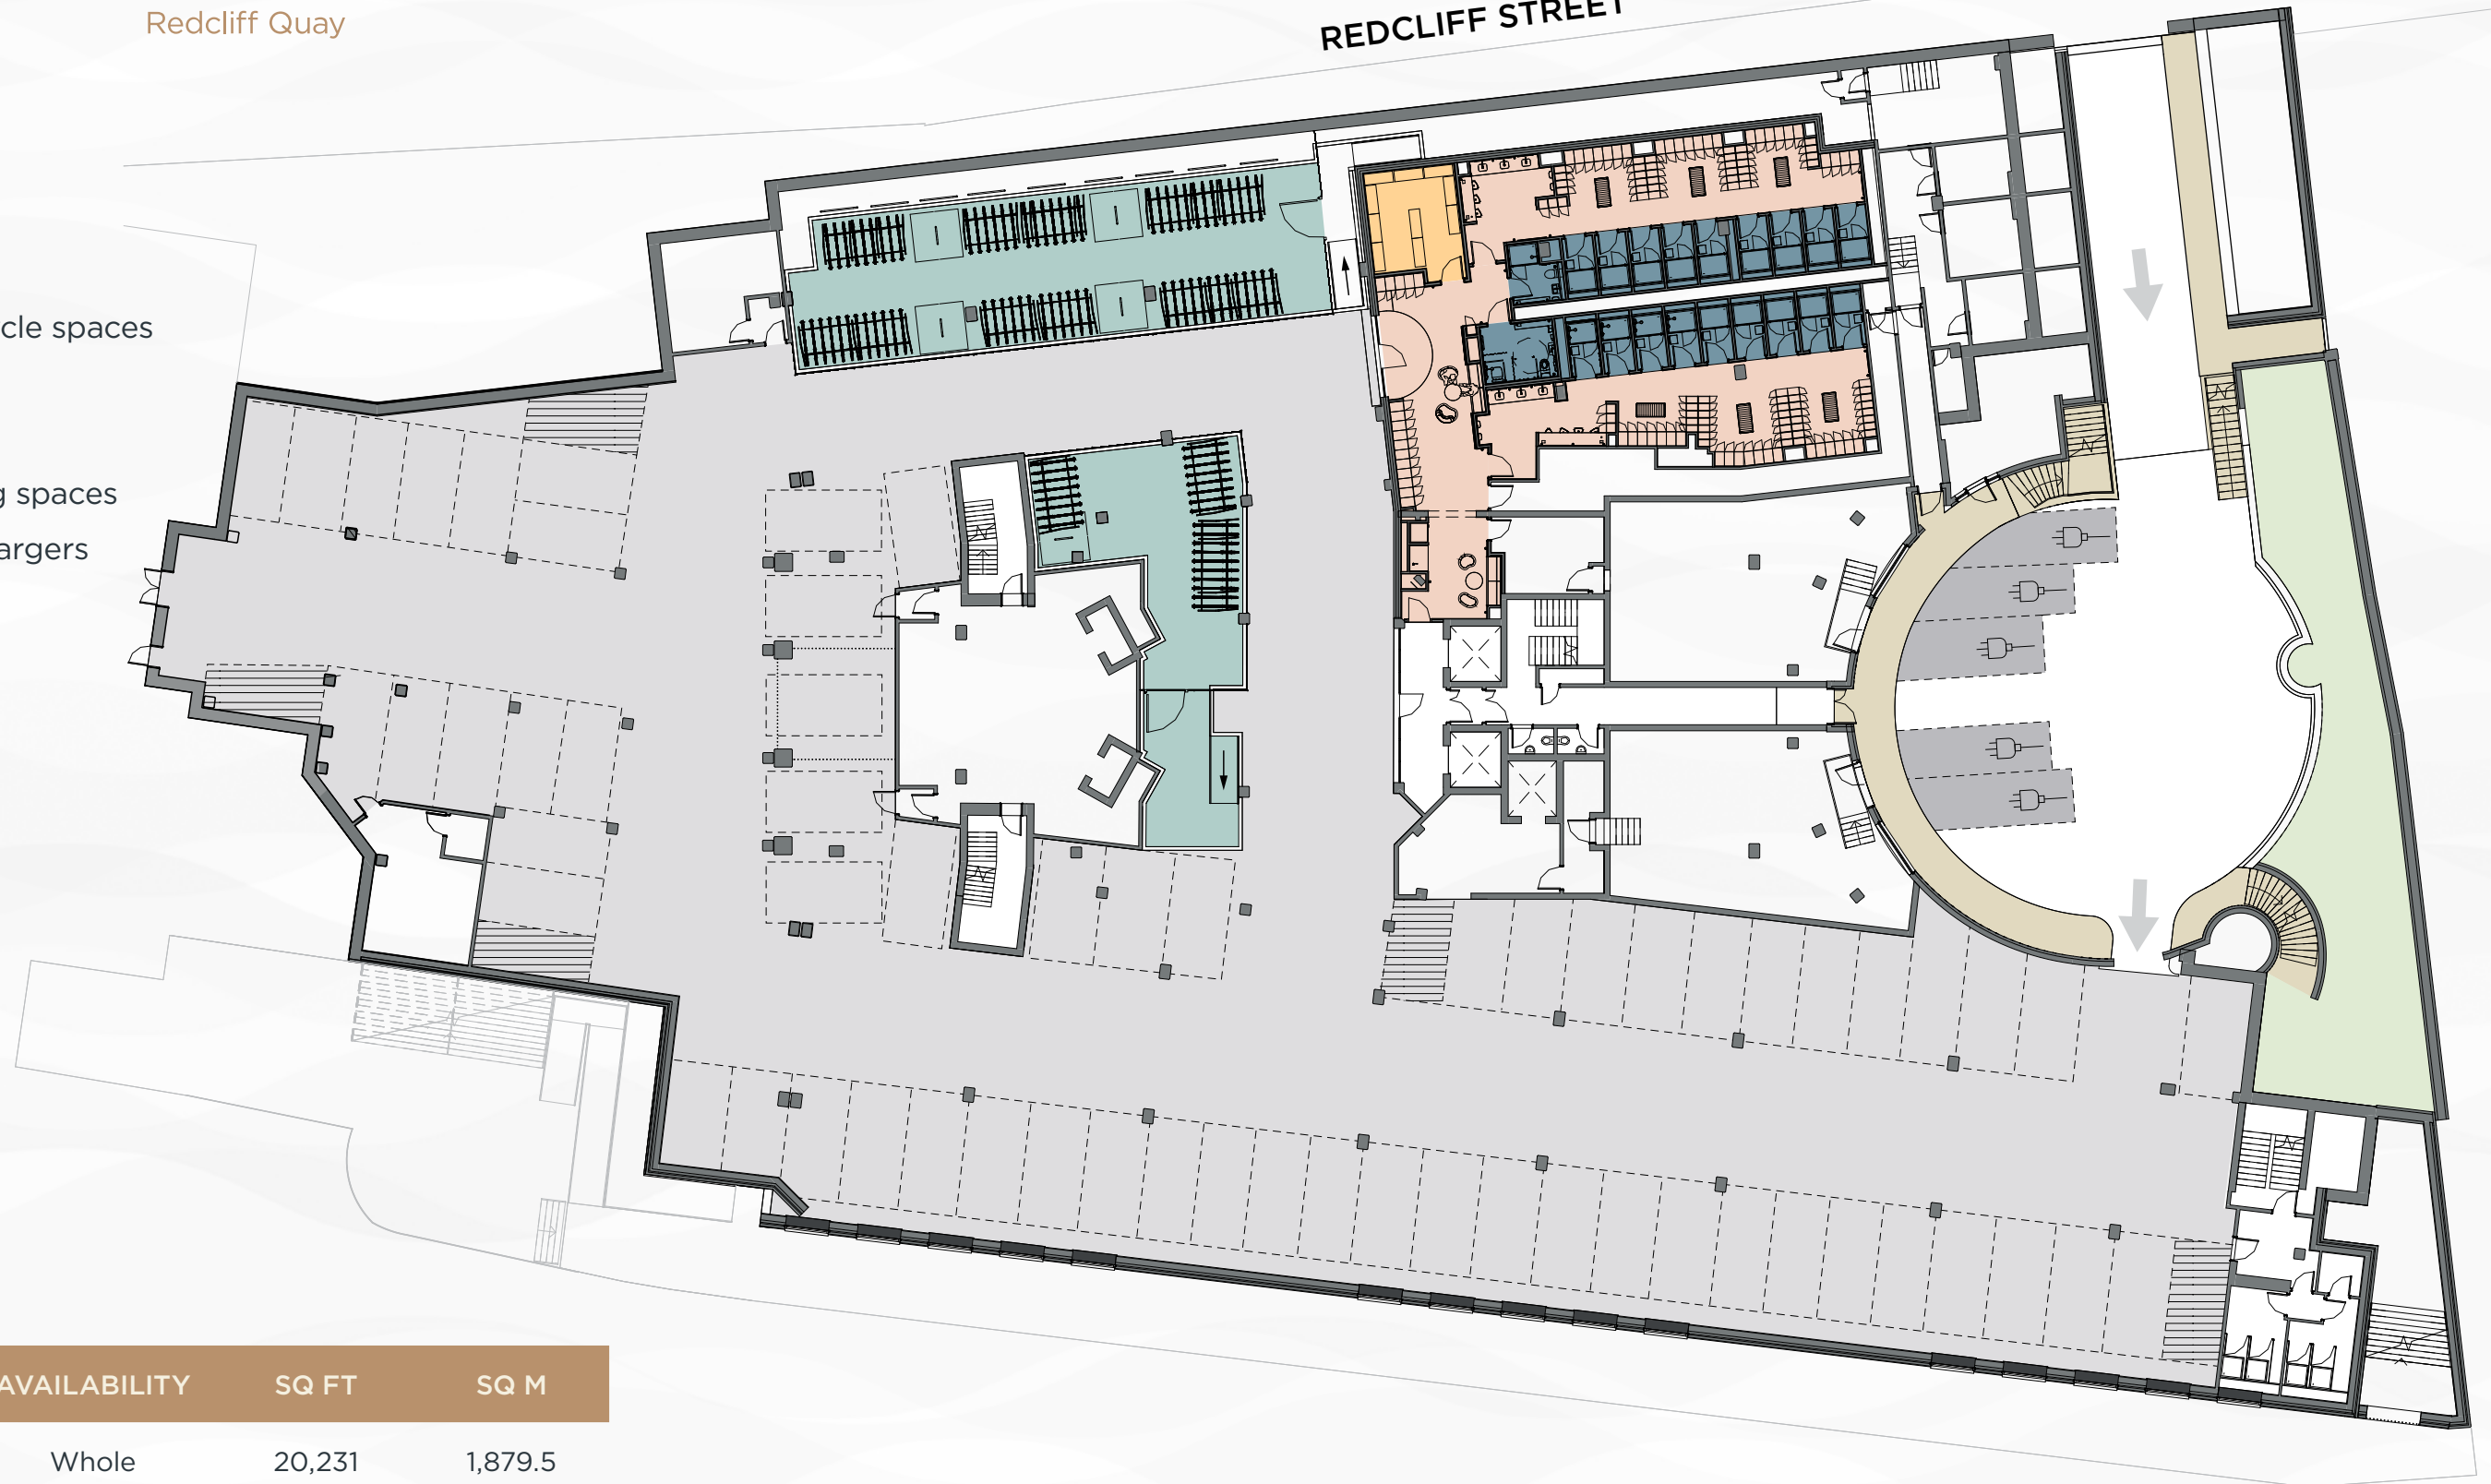 Redcliff Quay
REDCLIFF STREET
cle spaces
g spaces
argers
AVAILABILITY SQ FT SQ M
Whole 20,231 1,879.5